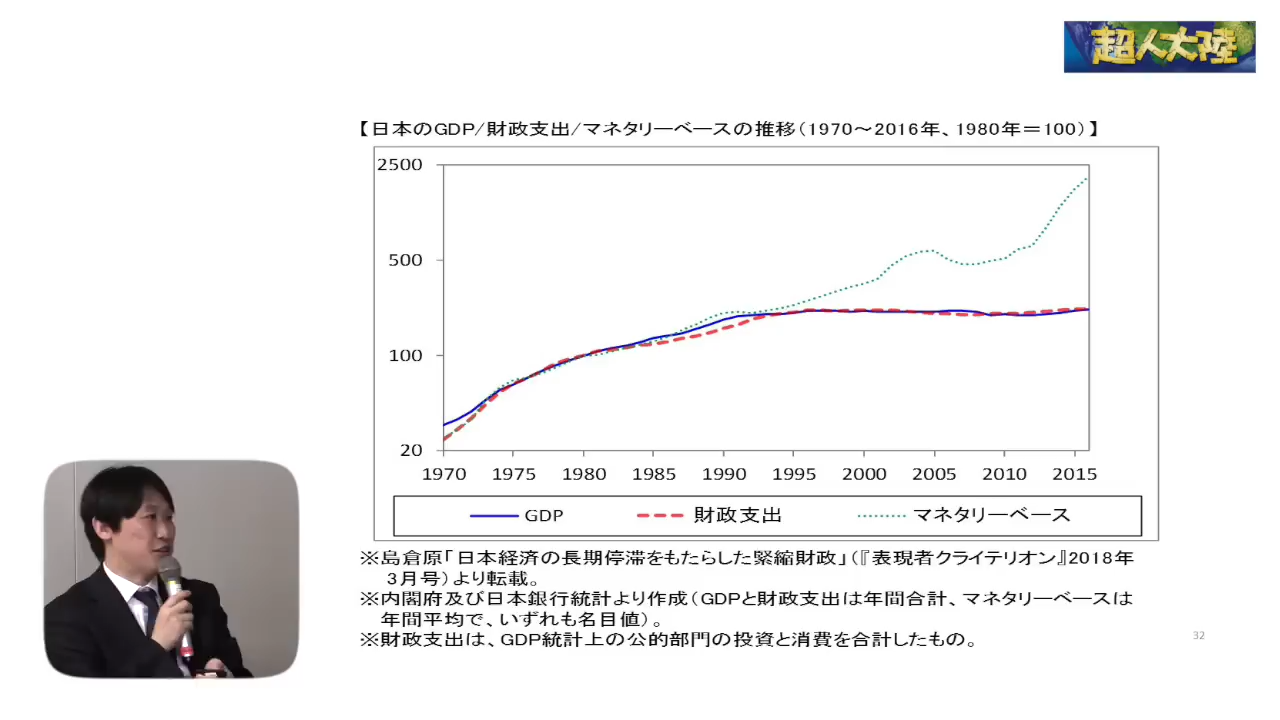 超人大陸
【日本のGDP/財政支出/マネタリーベースの推移(1970～2016年、1980年＝100)】
2500
500
100
20
1970 1975 1980 1985 1990 1995 2000 2005 2010 2015
GDP 財政支出 マネタリーベース
※島倉原「日本経済の長期停滞をもたらした緊縮財政」(『表現者クライテリオン』2018年
3月号)より転載。
※内閣府及び日本銀行統計より作成(GDPと財政支出は年間合計、マネタリーベースは
年間平均で、いずれも名目値)。
※財政支出は、GDP統計上の公的部門の投資と消費を合計したもの。
32